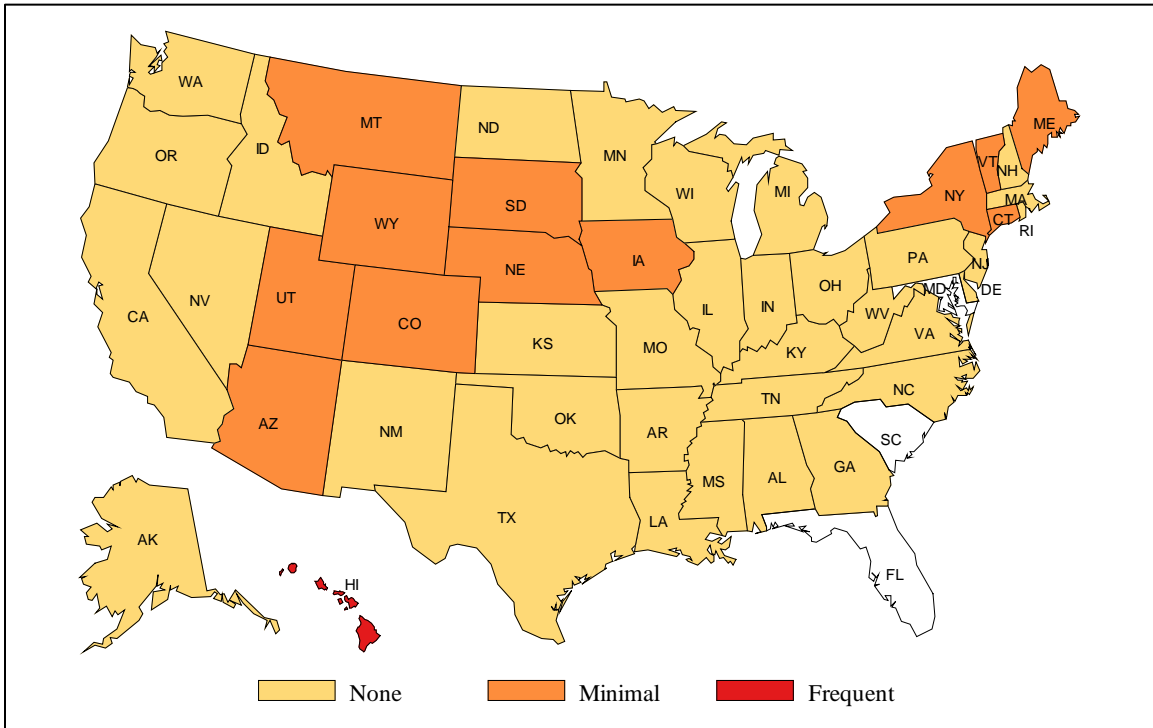 WA
MT
ND
MN
ME
VT
NH
OR
ID
WI
MI
NY
MA
CT
RI
SD
WY
NE
IA
PA
NJ
NV
UT
CO
IL
IN
OH
MD
DE
CA
KS
MO
WV
VA
KY
AZ
NM
OK
AR
TN
NC
SC
MS
AL
GA
TX
LA
AK
HI
FL
None
Minimal
Frequent